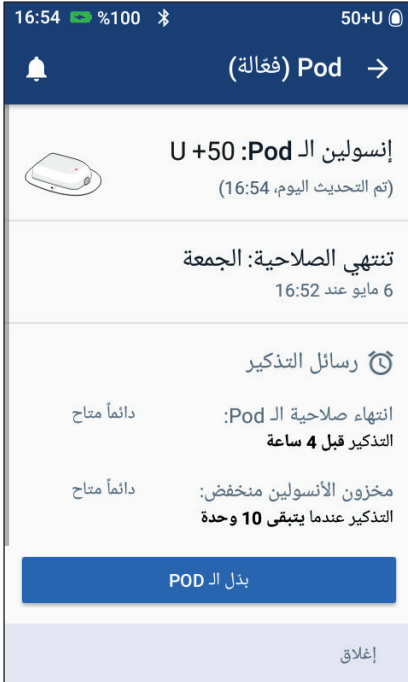 16:54 %100 50+U
Pod (فعّالة)
إنسولين الـ Pod: ‎50+ U
(تم التحديث اليوم، 16:54)
تنتهي الصلاحية: الجمعة
6 مايو عند 16:52
رسائل التذكير
انتهاء صلاحية الـ Pod: دائماً متاح
التذكير قبل 4 ساعة
مخزون الأنسولين منخفض: دائماً متاح
التذكير عندما يتبقى 10 وحدة
بدّل الـ POD
إغلاق